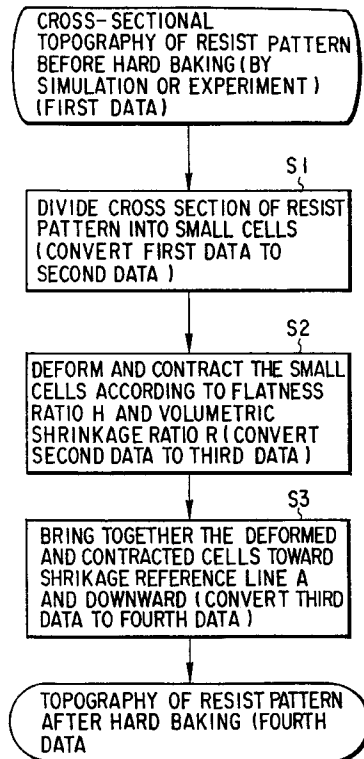 CROSS-SECTIONAL
TOPOGRAPHY OF RESIST PATTERN
BEFORE HARD BAKING (BY
SIMULATION OR EXPERIMENT)
(FIRST DATA)
S1
DIVIDE CROSS SECTION OF RESIST
PATTERN INTO SMALL CELLS
(CONVERT FIRST DATA TO
SECOND DATA)
S2
DEFORM AND CONTRACT THE SMALL
CELLS ACCORDING TO FLATNESS
RATIO H AND VOLUMETRIC
SHRINKAGE RATIO R (CONVERT
SECOND DATA TO THIRD DATA)
S3
BRING TOGETHER THE DEFORMED
AND CONTRACTED CELLS TOWARD
SHRIKAGE REFERENCE LINE A
AND DOWNWARD (CONVERT THIRD
DATA TO FOURTH DATA)
TOPOGRAPHY OF RESIST PATTERN
AFTER HARD BAKING (FOURTH
DATA